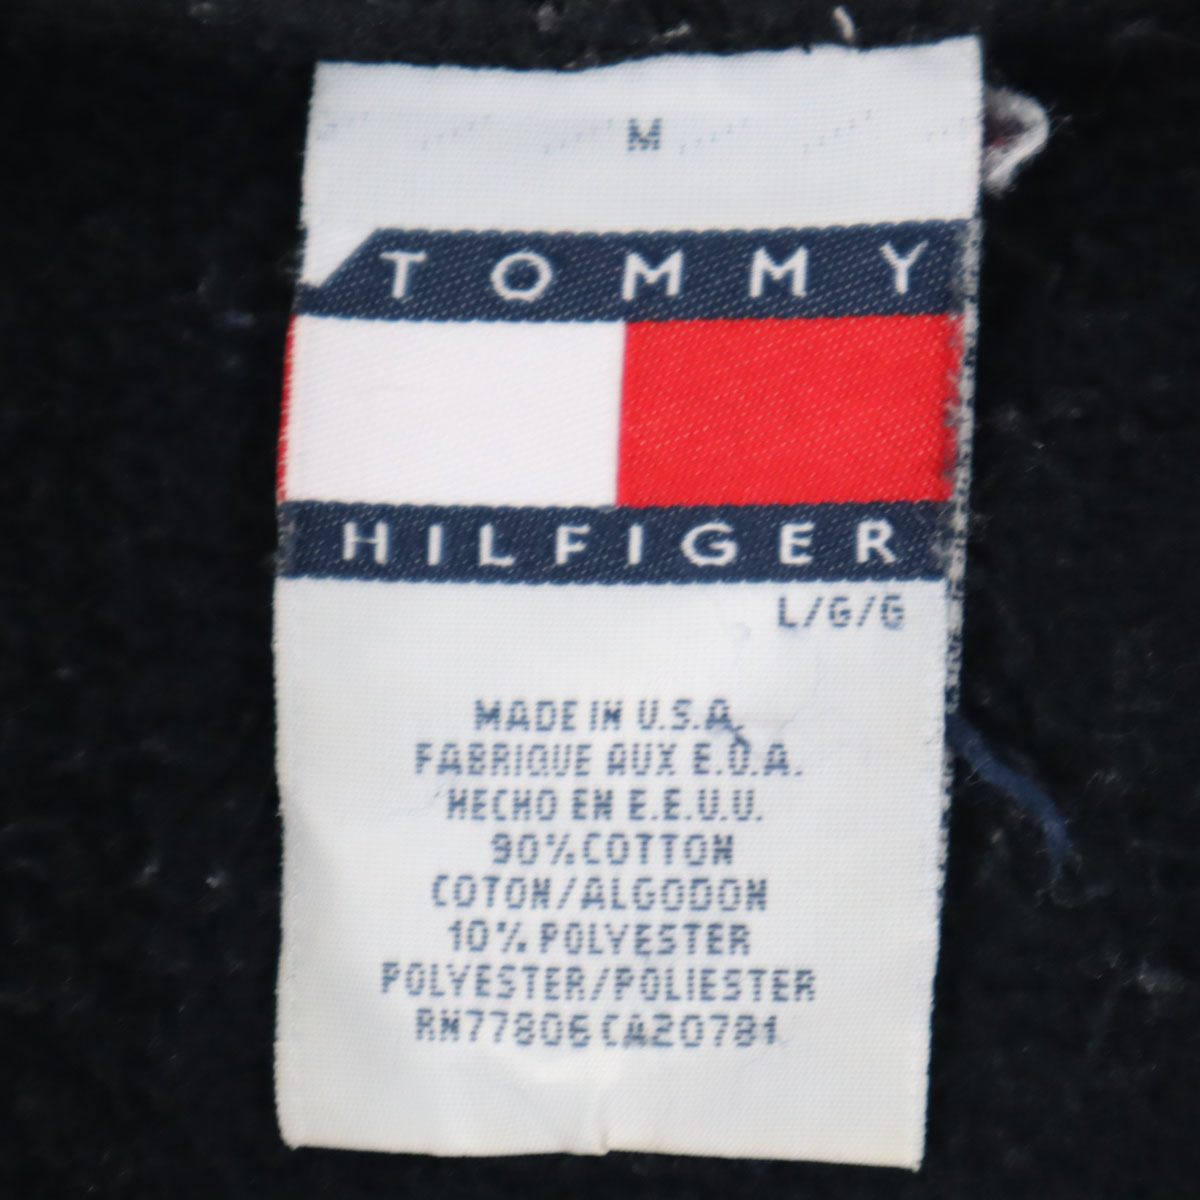 M
TOMMY
HILFIGER
L/G/G
MADE IN U.S.A.
FABRIQUE AUX E.U.A.
HECHO EN E.E.U.U.
90% COTTON
COTON/ALGODON
10% POLYESTER
POLYESTER/POLIESTER
RN77806 CA20781